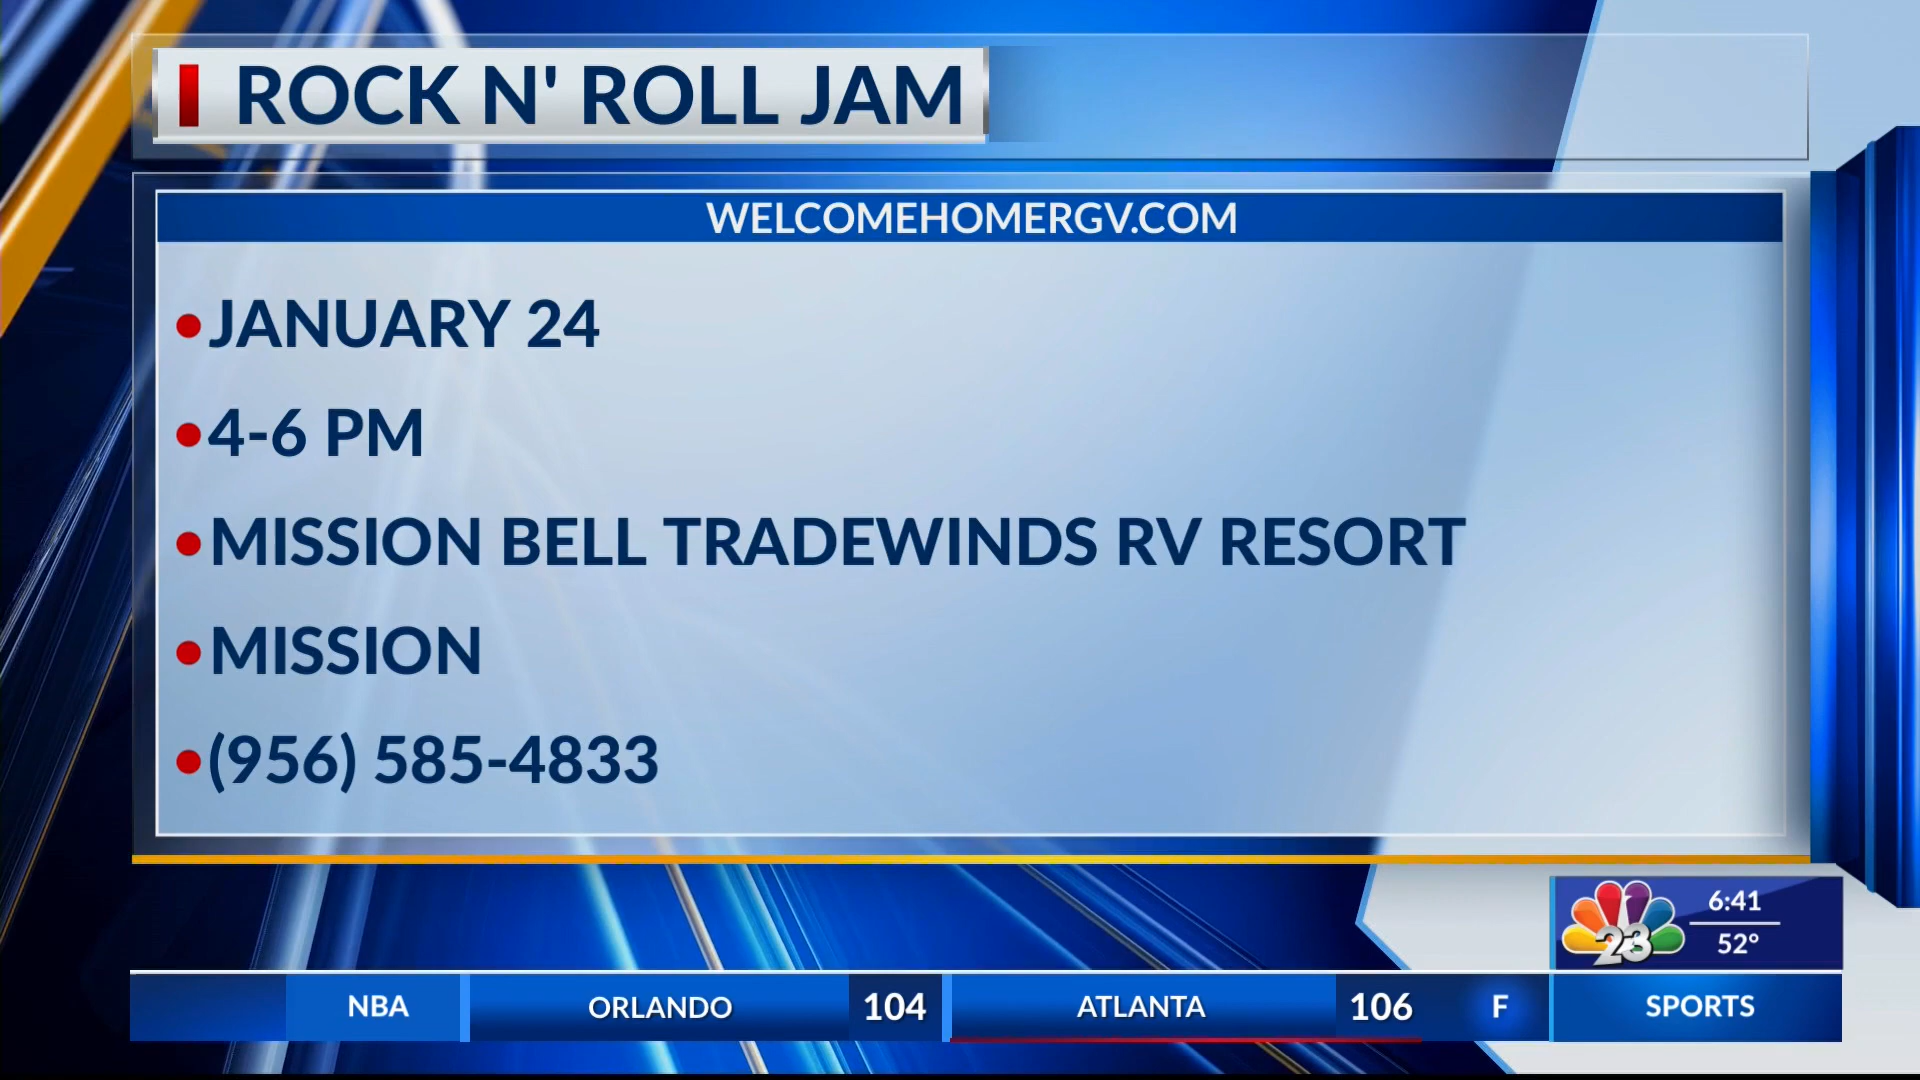 ROCK N' ROLL JAM
WELCOMEHOMERGV.COM
•JANUARY 24
•4-6 PM
•MISSION BELL TRADEWINDS RV RESORT
•MISSION
•(956) 585-4833
23
6:41
52°
NBA ORLANDO 104 ATLANTA 106 F SPORTS